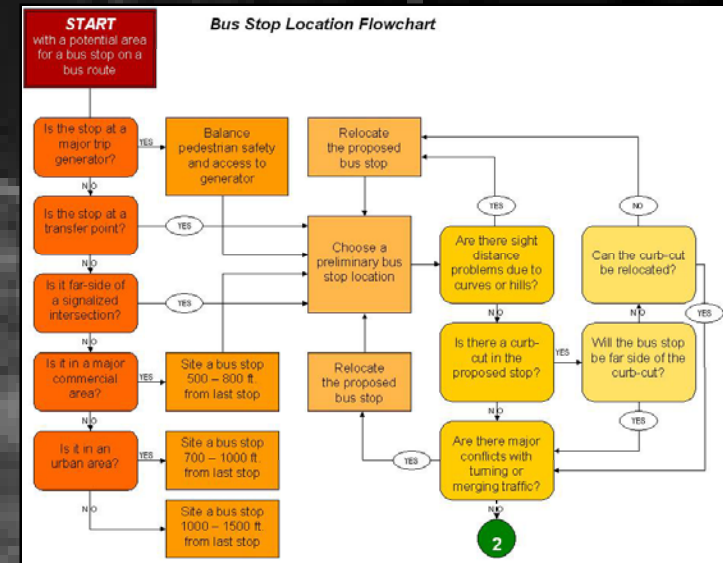 START
with a potential area
for a bus stop on a
bus route
Bus Stop Location Flowchart
Is the stop at a
major trip
generator?
YES
Balance
pedestrian safety
and access to
generator
Relocate
the proposed
bus stop
NO
YES
NO
Is the stop at a
transfer point?
YES
Choose a
preliminary bus
stop location
Are there sight
distance
problems due to
curves or hills?
Can the curb-cut
be relocated?
NO
Is it far-side of
a signalized
intersection?
YES
NO
NO
YES
NO
Is it in a major
commercial
area?
YES
Site a bus stop
500 – 800 ft.
from last stop
Relocate
the proposed
bus stop
Is there a curb-
cut in the
proposed stop?
YES
Will the bus stop
be far side of the
curb-cut?
NO
NO
YES
Is it in an
urban area?
YES
Site a bus stop
700 – 1000 ft.
from last stop
YES
Are there major
conflicts with
turning or
merging traffic?
NO
Site a bus stop
1000 – 1500 ft.
from last stop
NO
2